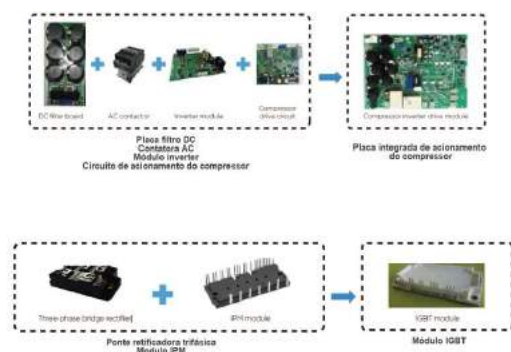 DC filter board
AC contactor
Inverter module
Compressor
drive circuit
Compressor inverter drive module
Placa filtro DC
Contatora AC
Módulo inverter
Circuito de acionamento do compressor
Placa integrada de acionamento
do compressor
Three-phase bridge rectifier
IPM module
IGBT module
Ponte retificadora trifásica
Modulo IPM
Módulo IGBT